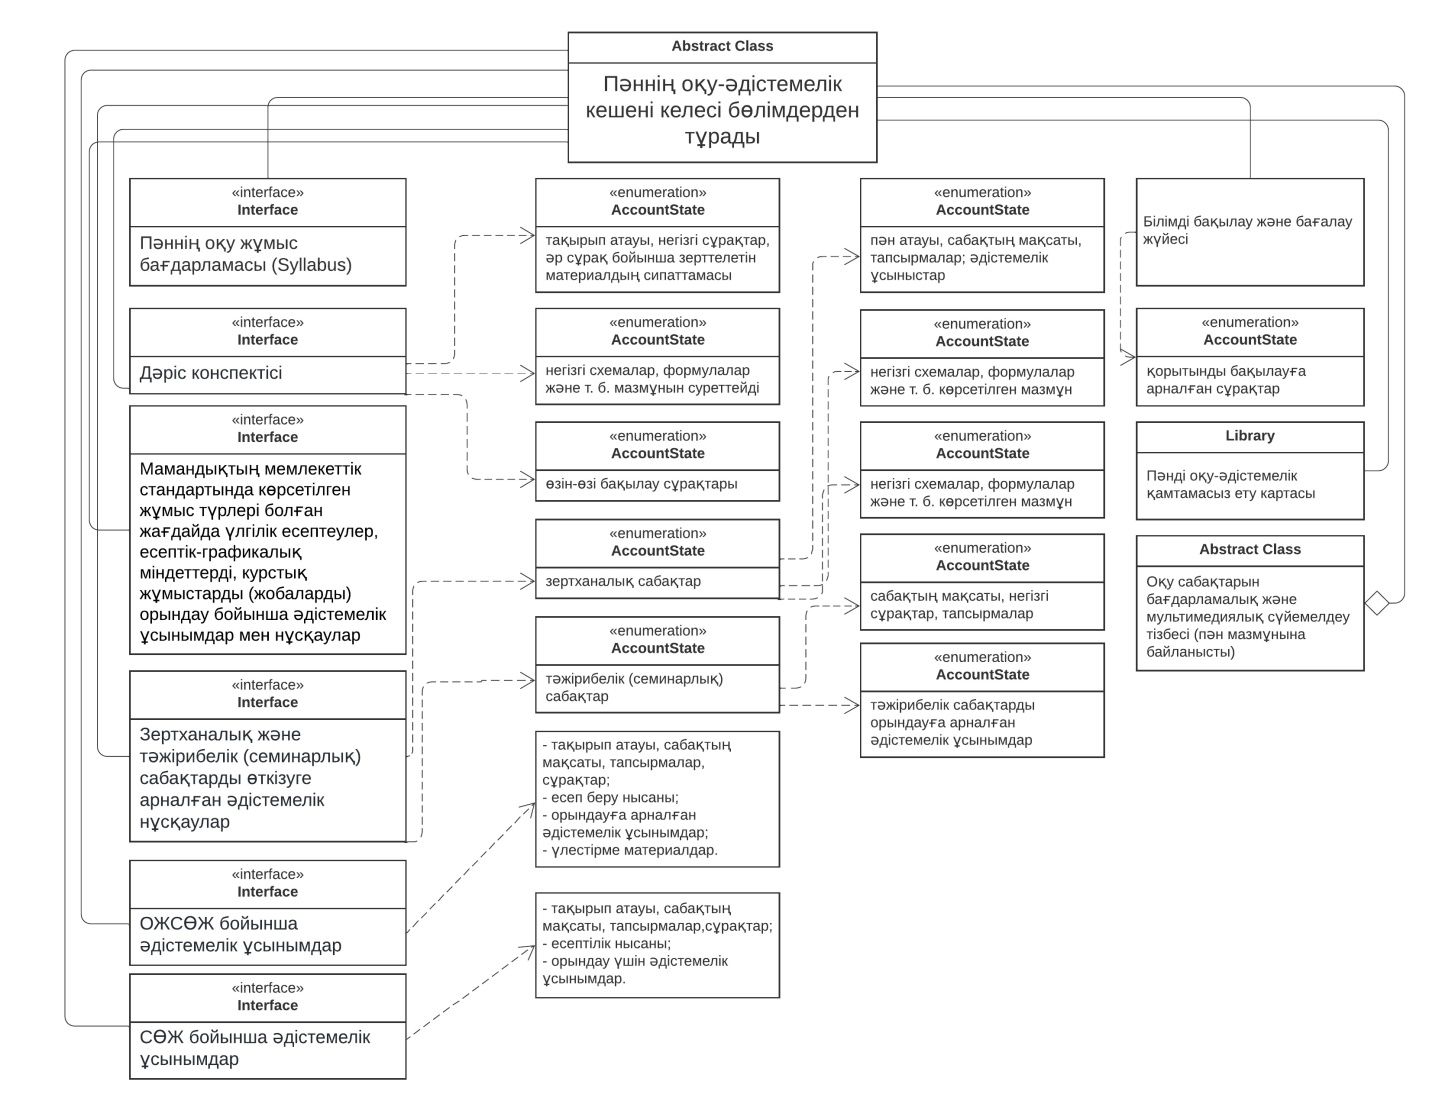 Abstract Class
Пәннің оқу-әдістемелік
кешені келесі бөлімдерден
тұрады
«interface»
Interface
Пәннің оқу жұмыс
бағдарламасы (Syllabus)
«interface»
Interface
Дәріс конспектісі
«interface»
Interface
Мамандықтың мемлекеттік
стандартында көрсетілген
жұмыс түрлері болған
жағдайда үлгілік есептеулер,
есептік-графикалық
міндеттерді, курстық
жұмыстарды (жобаларды)
орындау бойынша әдістемелік
ұсынымдар мен нұсқаулар
«interface»
Interface
Зертханалық және
тәжірибелік (семинарлық)
сабақтарды өткізуге
арналған әдістемелік
нұсқаулар
«interface»
Interface
ОЖСӨЖ бойынша
әдістемелік ұсынымдар
«interface»
Interface
СӨЖ бойынша әдістемелік
ұсынымдар
«enumeration»
AccountState
тақырып атауы, негізгі сұрақтар,
әр сұрақ бойынша зерттелетін
материалдың сипаттамасы
«enumeration»
AccountState
негізгі схемалар, формулалар
және т. б. мазмұнын суреттейді
«enumeration»
AccountState
өзін-өзі бақылау сұрақтары
«enumeration»
AccountState
зертханалық сабақтар
«enumeration»
AccountState
тәжірибелік (семинарлық)
сабақтар
- тақырып атауы, сабақтың
мақсаты, тапсырмалар,
сұрақтар;
- есеп беру нысаны;
- орындауға арналған
әдістемелік ұсынымдар;
- үлестірме материалдар.
- тақырып атауы, сабақтың
мақсаты, тапсырмалар,сұрақтар;
- есептілік нысаны;
- орындау үшін әдістемелік
ұсынымдар.
«enumeration»
AccountState
пән атауы, сабақтың мақсаты,
тапсырмалар; әдістемелік
ұсыныстар
«enumeration»
AccountState
негізгі схемалар, формулалар
және т. б. көрсетілген мазмұн
«enumeration»
AccountState
негізгі схемалар, формулалар
және т. б. көрсетілген мазмұн
«enumeration»
AccountState
сабақтың мақсаты, негізгі
сұрақтар, тапсырмалар
«enumeration»
AccountState
тәжірибелік сабақтарды
орындауға арналған
әдістемелік ұсынымдар
Білімді бақылау және бағалау
жүйесі
«enumeration»
AccountState
қорытынды бақылауға
арналған сұрақтар
Library
Пәнді оқу-әдістемелік
қамтамасыз ету картасы
Abstract Class
Оқу сабақтарын
бағдарламалық және
мультимедиялық сүйемелдеу
тізбесі (пән мазмұнына
байланысты)